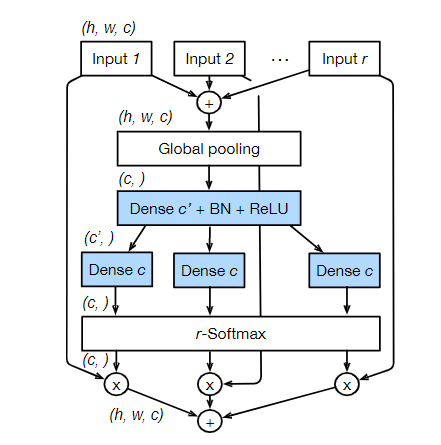 (h, w, c)
Input 1
Input 2
...
Input r
+
(h, w, c)
Global pooling
(c, )
Dense c' + BN + ReLU
(c', )
Dense c
Dense c
Dense c
(c, )
r-Softmax
(c, )
x
x
x
(h, w, c)
+